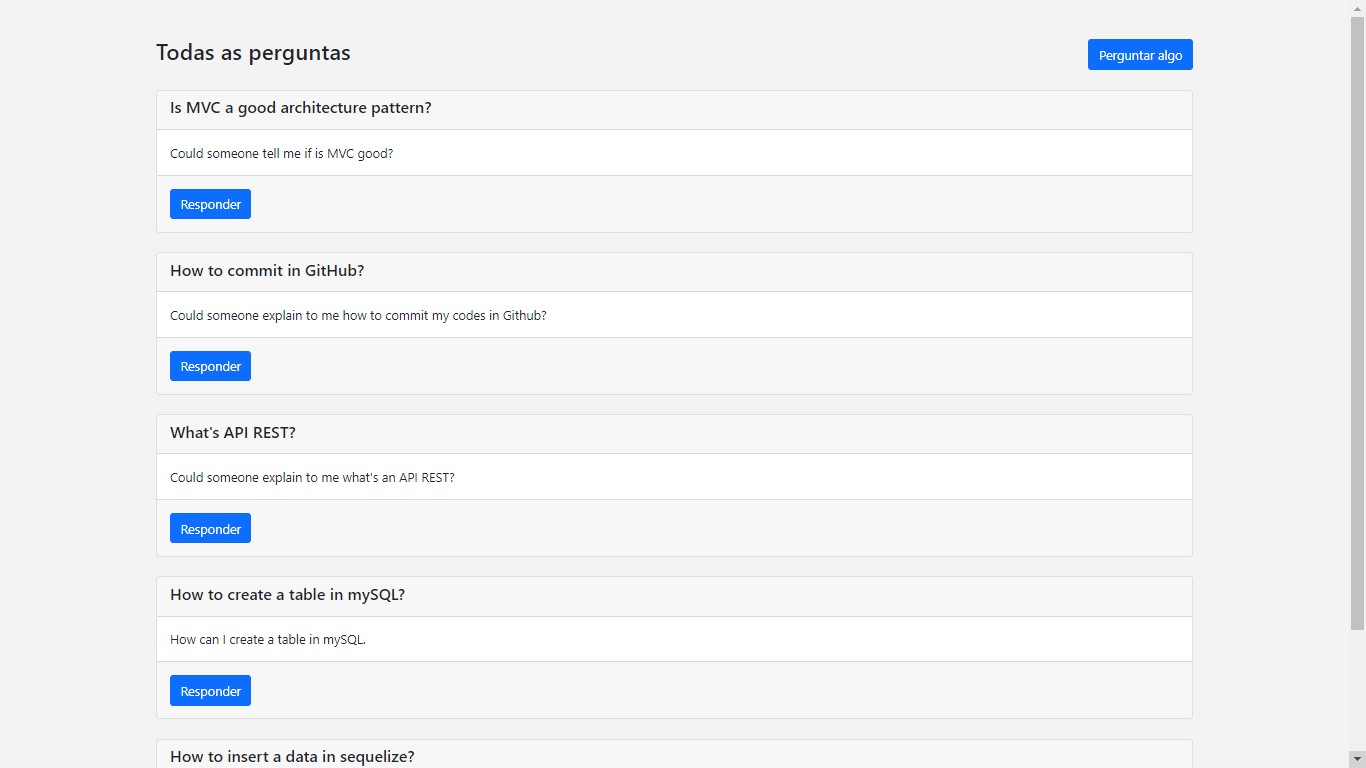 Todas as perguntas
Perguntar algo
Is MVC a good architecture pattern?
Could someone tell me if is MVC good?
Responder
How to commit in GitHub?
Could someone explain to me how to commit my codes in Github?
Responder
What's API REST?
Could someone explain to me what's an API REST?
Responder
How to create a table in mySQL?
How can I create a table in mySQL.
Responder
How to insert a data in sequelize?